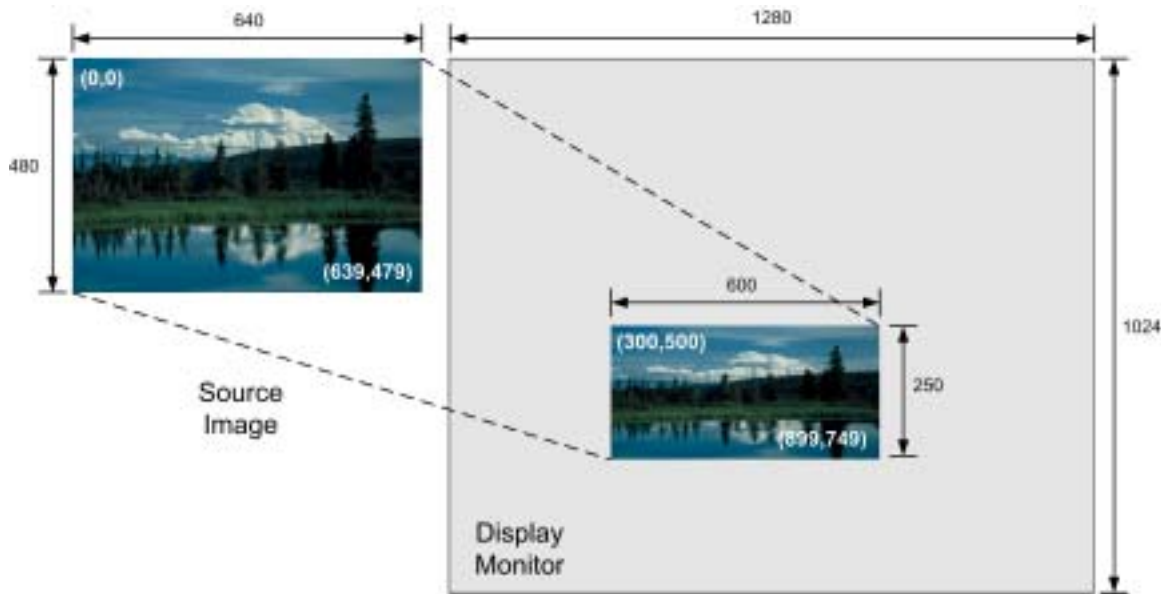 640
1280
(0,0)
480
(639,479)
600
(300,500)
1024
250
Source
Image
(899,749)
Display
Monitor